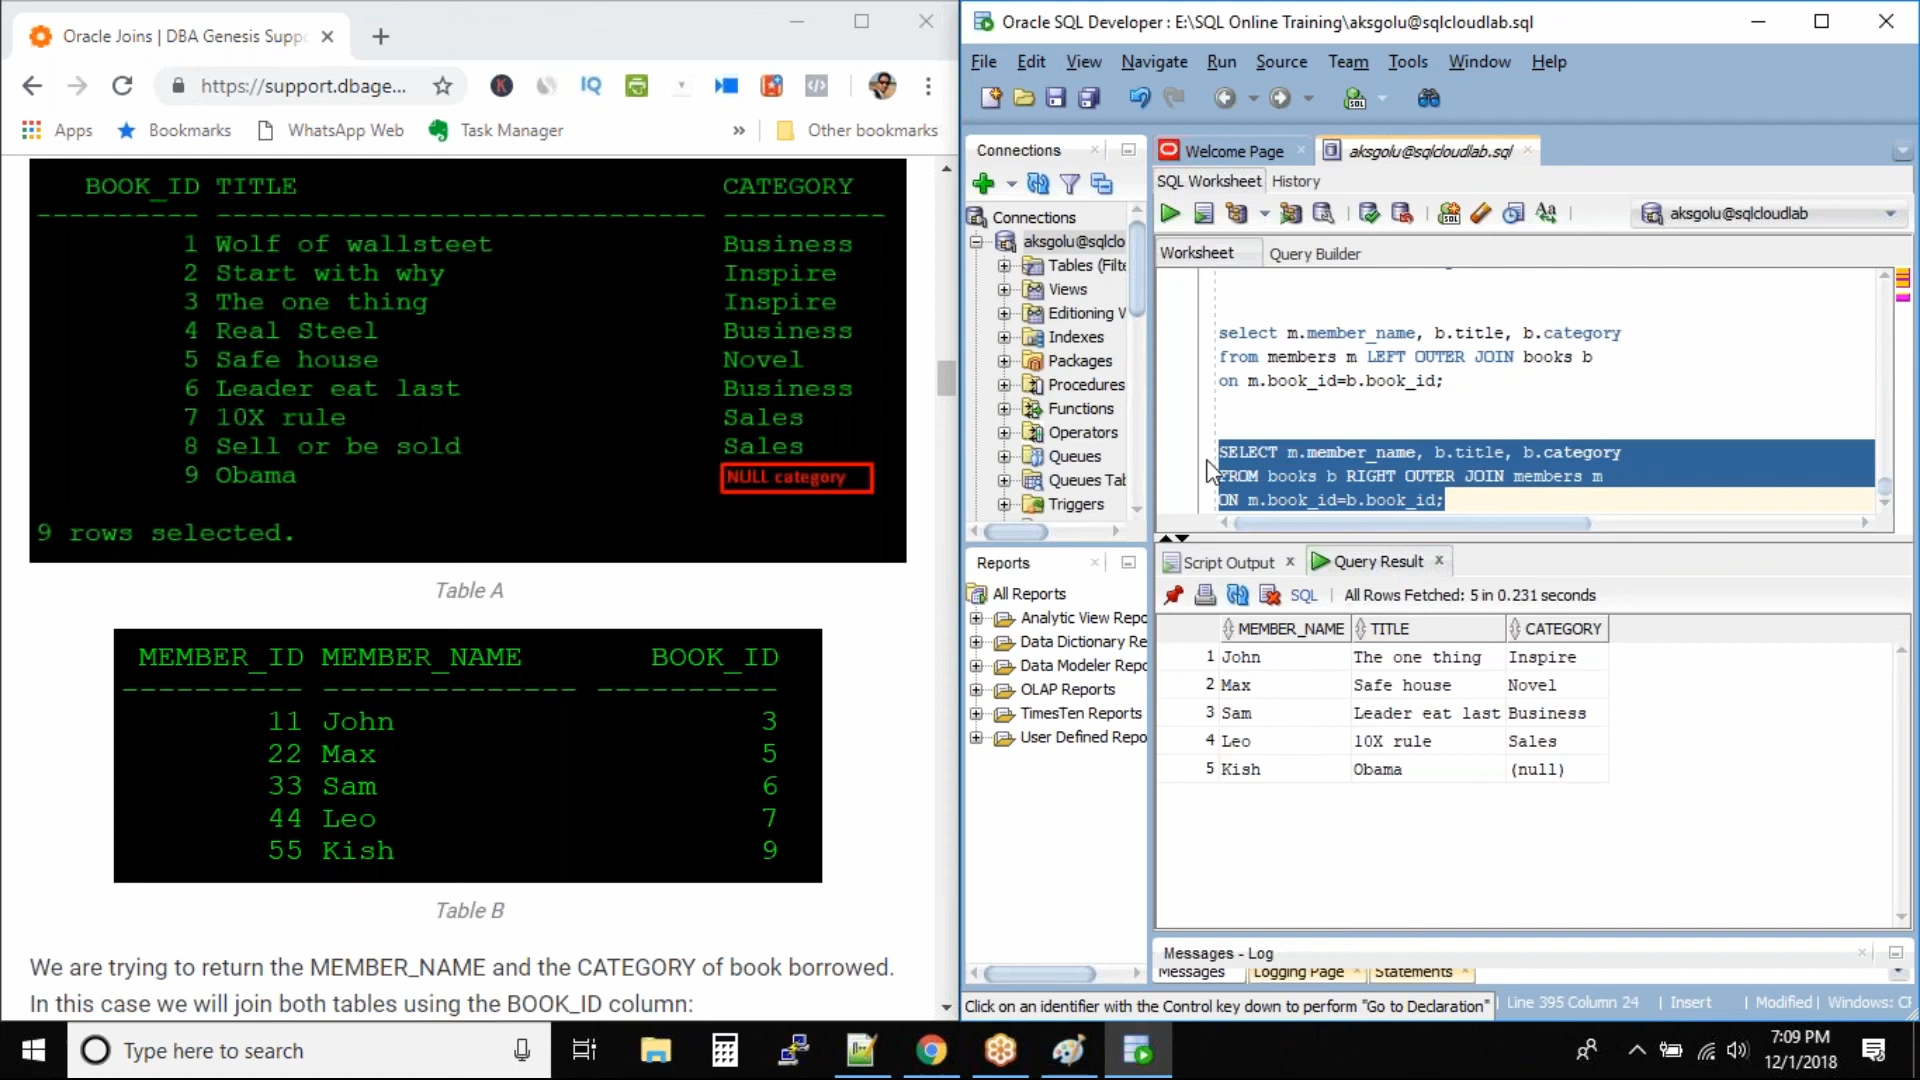 Oracle Joins | DBA Genesis Suppo
https://support.dbage...
Apps
Bookmarks
WhatsApp Web
Task Manager
»
Other bookmarks
BOOK_ID TITLE CATEGORY
1 Wolf of wallsteet Business
2 Start with why Inspire
3 The one thing Inspire
4 Real Steel Business
5 Safe house Novel
6 Leader eat last Business
7 10X rule Sales
8 Sell or be sold Sales
9 Obama NULL category
9 rows selected.
Table A
MEMBER_ID MEMBER_NAME BOOK_ID
11 John 3
22 Max 5
33 Sam 6
44 Leo 7
55 Kish 9
Table B
We are trying to return the MEMBER_NAME and the CATEGORY of book borrowed.
In this case we will join both tables using the BOOK_ID column:
Oracle SQL Developer : E:\SQL Online Training\aksgolu@sqlcloudlab.sql
File Edit View Navigate Run Source Team Tools Window Help
Connections
Connections
aksgolu@sqlclo
Tables (Filte
Views
Editioning V
Indexes
Packages
Procedures
Functions
Operators
Queues
Queues Tab
Triggers
Reports
All Reports
Analytic View Repo
Data Dictionary Re
Data Modeler Repo
OLAP Reports
TimesTen Reports
User Defined Repo
Welcome Page
aksgolu@sqlcloudlab.sql
SQL Worksheet History
aksgolu@sqlcloudlab
Worksheet Query Builder
select m.member_name, b.title, b.category
from members m LEFT OUTER JOIN books b
on m.book_id=b.book_id;
SELECT m.member_name, b.title, b.category
FROM books b RIGHT OUTER JOIN members m
ON m.book_id=b.book_id;
Script Output Query Result
SQL All Rows Fetched: 5 in 0.231 seconds
MEMBER_NAME TITLE CATEGORY
1 John The one thing Inspire
2 Max Safe house Novel
3 Sam Leader eat last Business
4 Leo 10X rule Sales
5 Kish Obama (null)
Messages - Log
Messages Logging Page Statements
Click on an identifier with the Control key down to perform "Go to Declaration"
Line 395 Column 24 Insert Modified Windows: CF
Type here to search
7:09 PM
12/1/2018